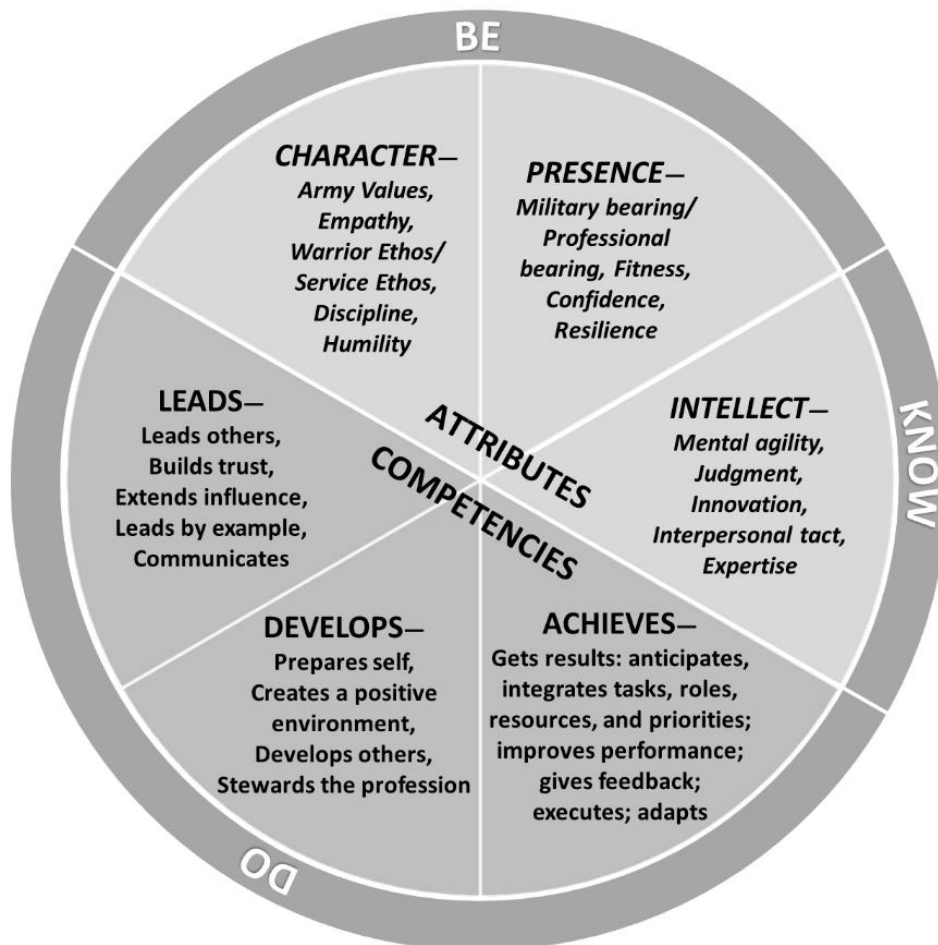 BE
CHARACTER—
Army Values,
Empathy,
Warrior Ethos/
Service Ethos,
Discipline,
Humility
PRESENCE—
Military bearing/
Professional
bearing, Fitness,
Confidence,
Resilience
KNOW
INTELLECT—
Mental agility,
Judgment,
Innovation,
Interpersonal tact,
Expertise
ATTRIBUTES
COMPETENCIES
LEADS—
Leads others,
Builds trust,
Extends influence,
Leads by example,
Communicates
DEVELOPS—
Prepares self,
Creates a positive
environment,
Develops others,
Stewards the profession
ACHIEVES—
Gets results: anticipates,
integrates tasks, roles,
resources, and priorities;
improves performance;
gives feedback;
executes; adapts
DO